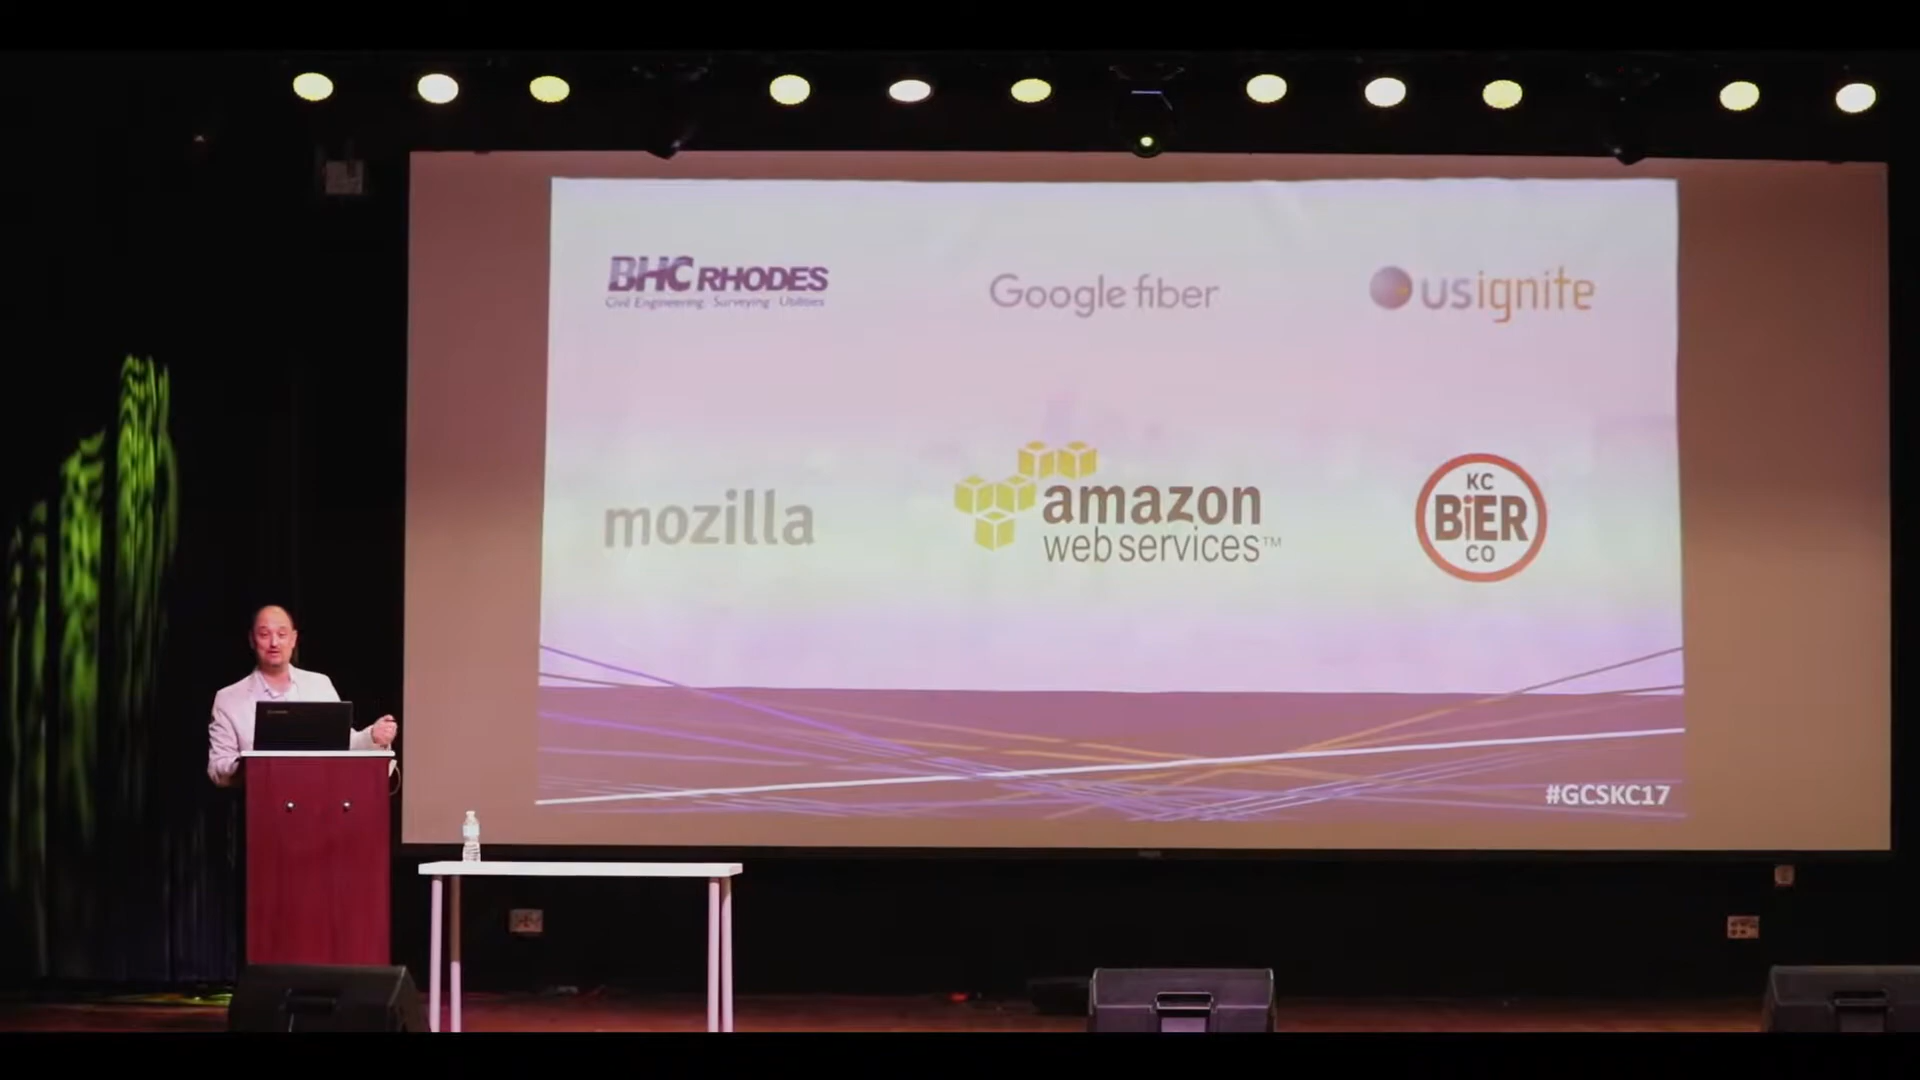 BHC RHODES
Civil Engineering Surveying Utilities
Google fiber
usignite
mozilla
amazon
web services™
KC
BiER
CO
#GCSKC17